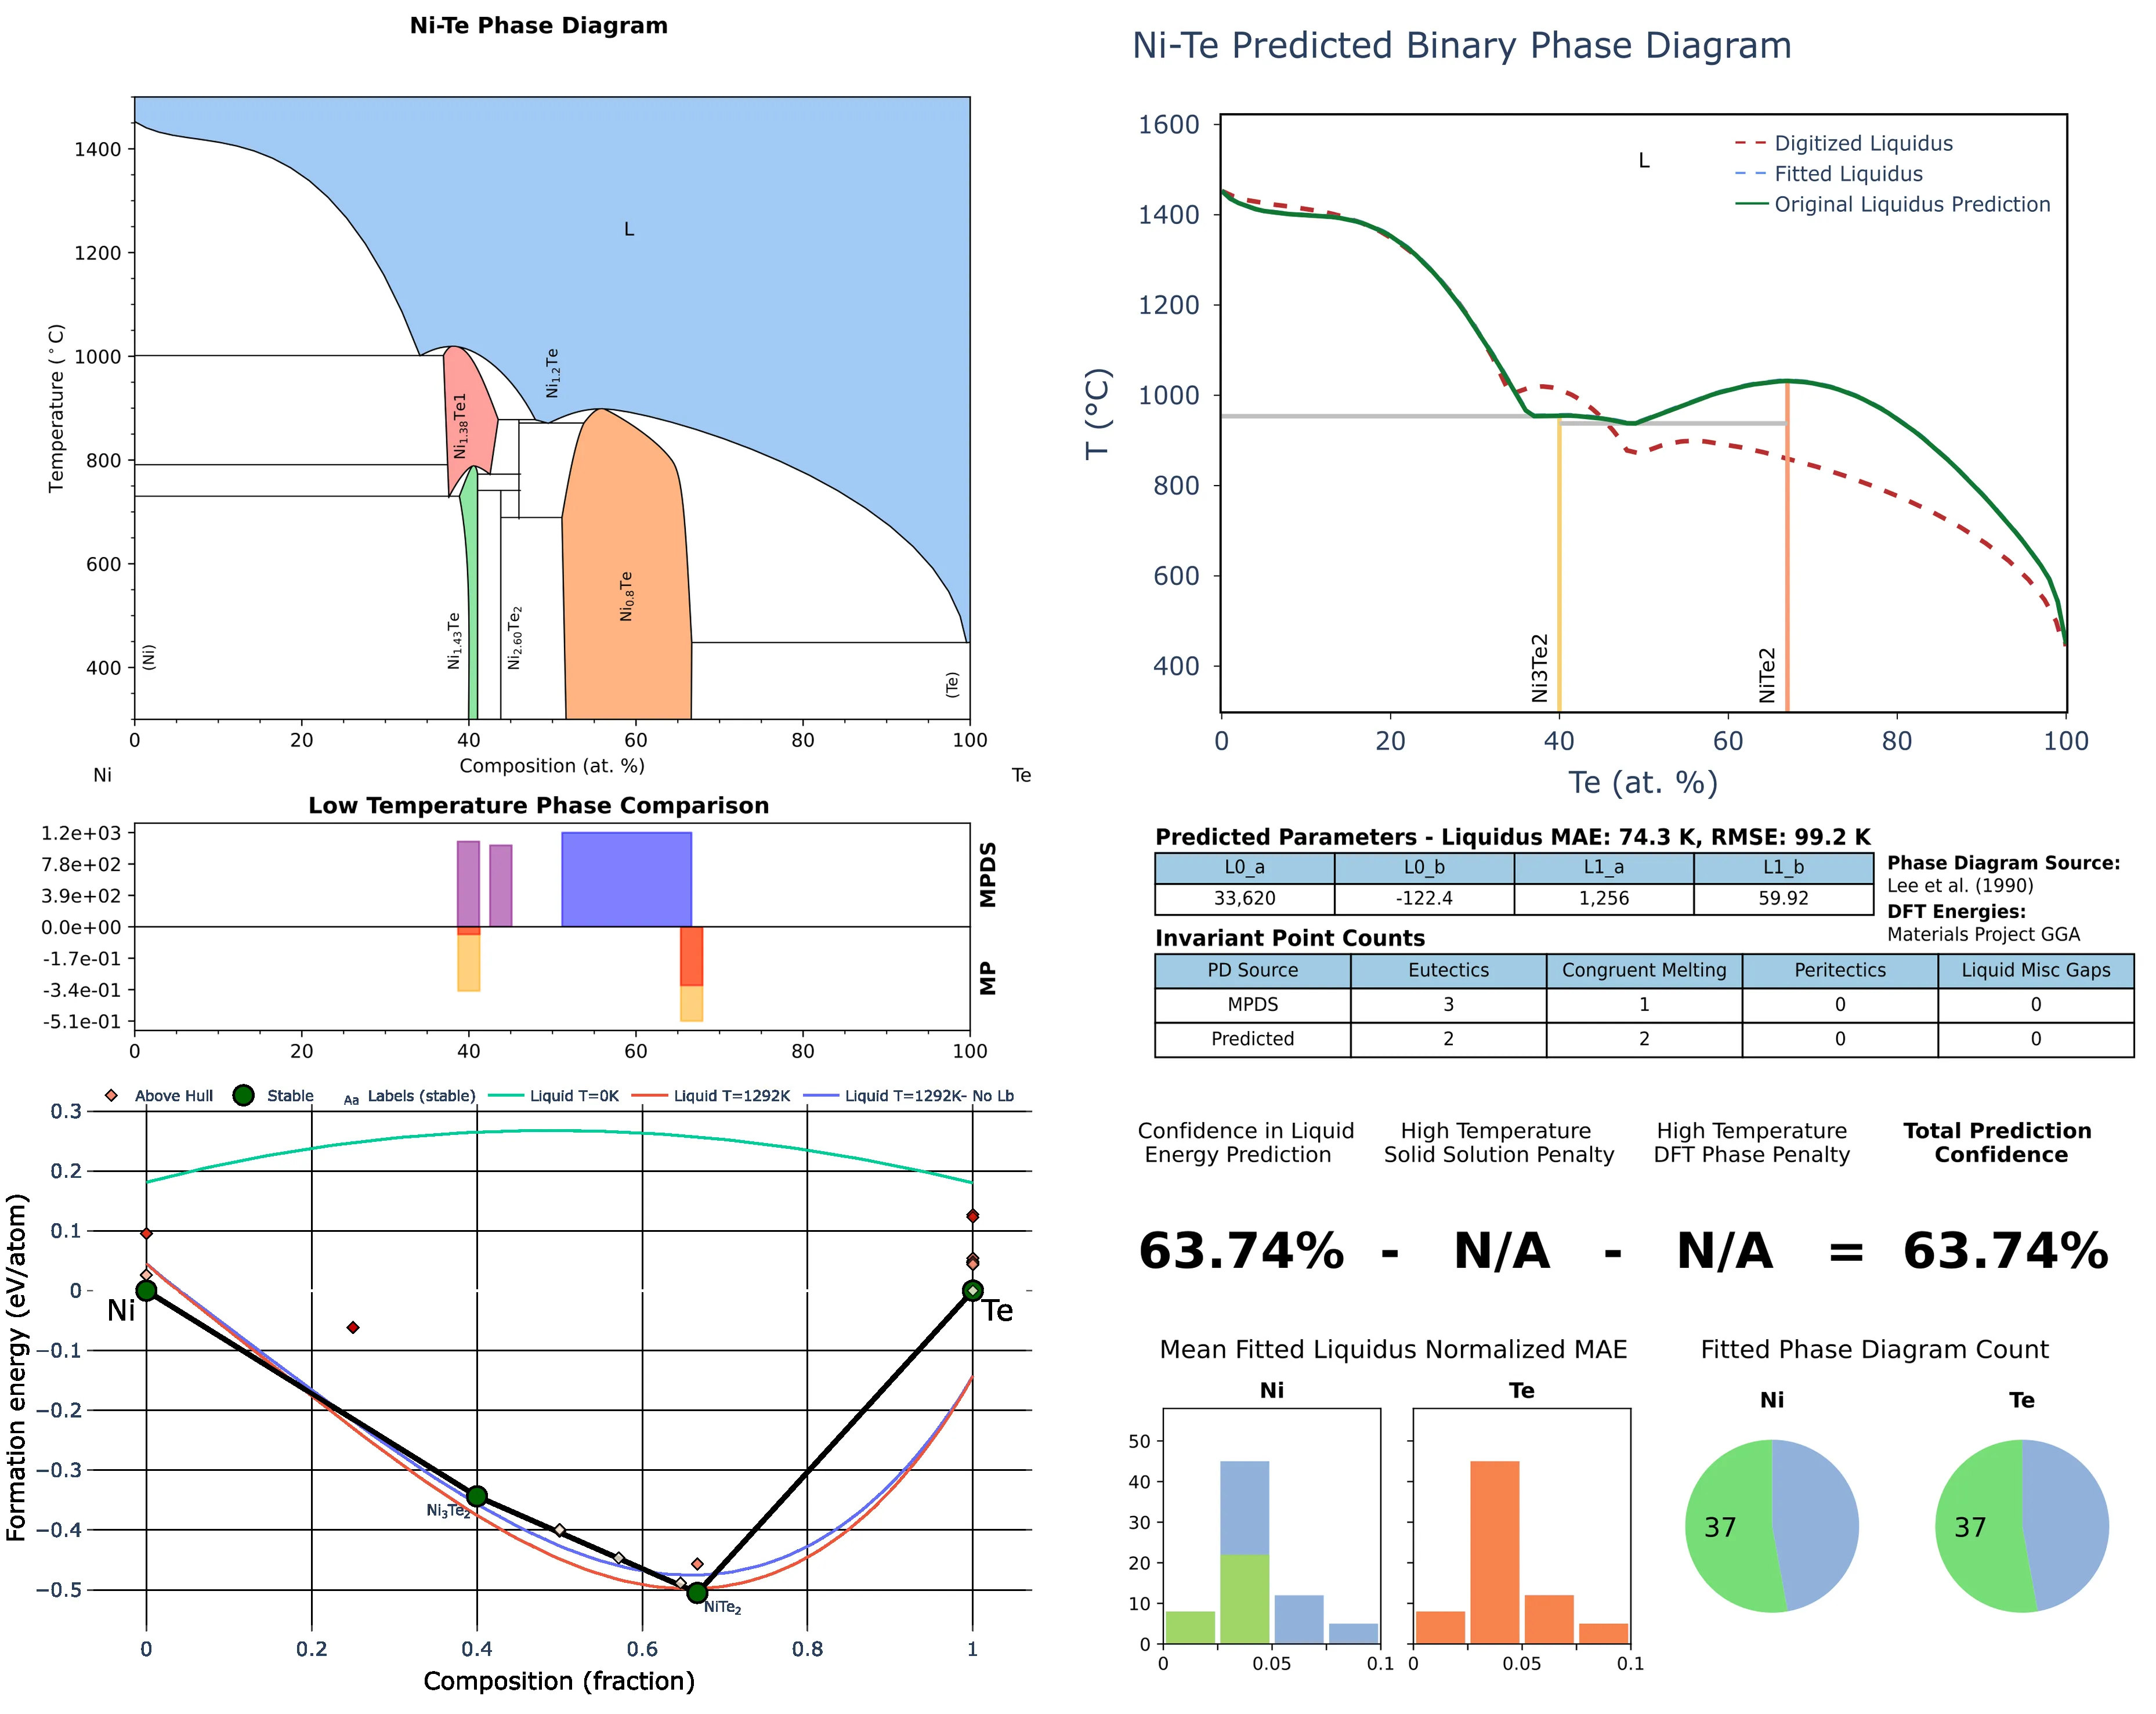 Ni-Te Phase Diagram
1400
1200
1000
800
600
400
Temperature (°C)
L
Ni1.2Te
Ni1.38Te1
Ni1.43Te
Ni2.60Te2
Ni0.8Te
(Ni)
(Te)
0 20 40 60 80 100
Composition (at. %)
Ni Te
Low Temperature Phase Comparison
1.2e+03
7.8e+02
3.9e+02
0.0e+00
-1.7e-01
-3.4e-01
-5.1e-01
MPDS
MP
0 20 40 60 80 100
Above Hull Stable Aa Labels (stable) Liquid T=0K Liquid T=1292K Liquid T=1292K- No Lb
0.3
0.2
0.1
0
−0.1
−0.2
−0.3
−0.4
−0.5
Formation energy (eV/atom)
Ni
Te
Ni3Te2
NiTe2
0 0.2 0.4 0.6 0.8 1
Composition (fraction)
Ni-Te Predicted Binary Phase Diagram
1600
1400
1200
1000
800
600
400
T (°C)
L
Digitized Liquidus
Fitted Liquidus
Original Liquidus Prediction
Ni3Te2
NiTe2
0 20 40 60 80 100
Te (at. %)
Predicted Parameters - Liquidus MAE: 74.3 K, RMSE: 99.2 K
L0_a L0_b L1_a L1_b
33,620 -122.4 1,256 59.92
Phase Diagram Source:
Lee et al. (1990)
DFT Energies:
Materials Project GGA
Invariant Point Counts
PD Source Eutectics Congruent Melting Peritectics Liquid Misc Gaps
MPDS 3 1 0 0
Predicted 2 2 0 0
Confidence in Liquid
Energy Prediction
High Temperature
Solid Solution Penalty
High Temperature
DFT Phase Penalty
Total Prediction
Confidence
63.74% - N/A - N/A = 63.74%
Mean Fitted Liquidus Normalized MAE
Ni
Te
50
40
30
20
10
0
0 0.05 0.1
0 0.05 0.1
Fitted Phase Diagram Count
Ni
Te
37
37